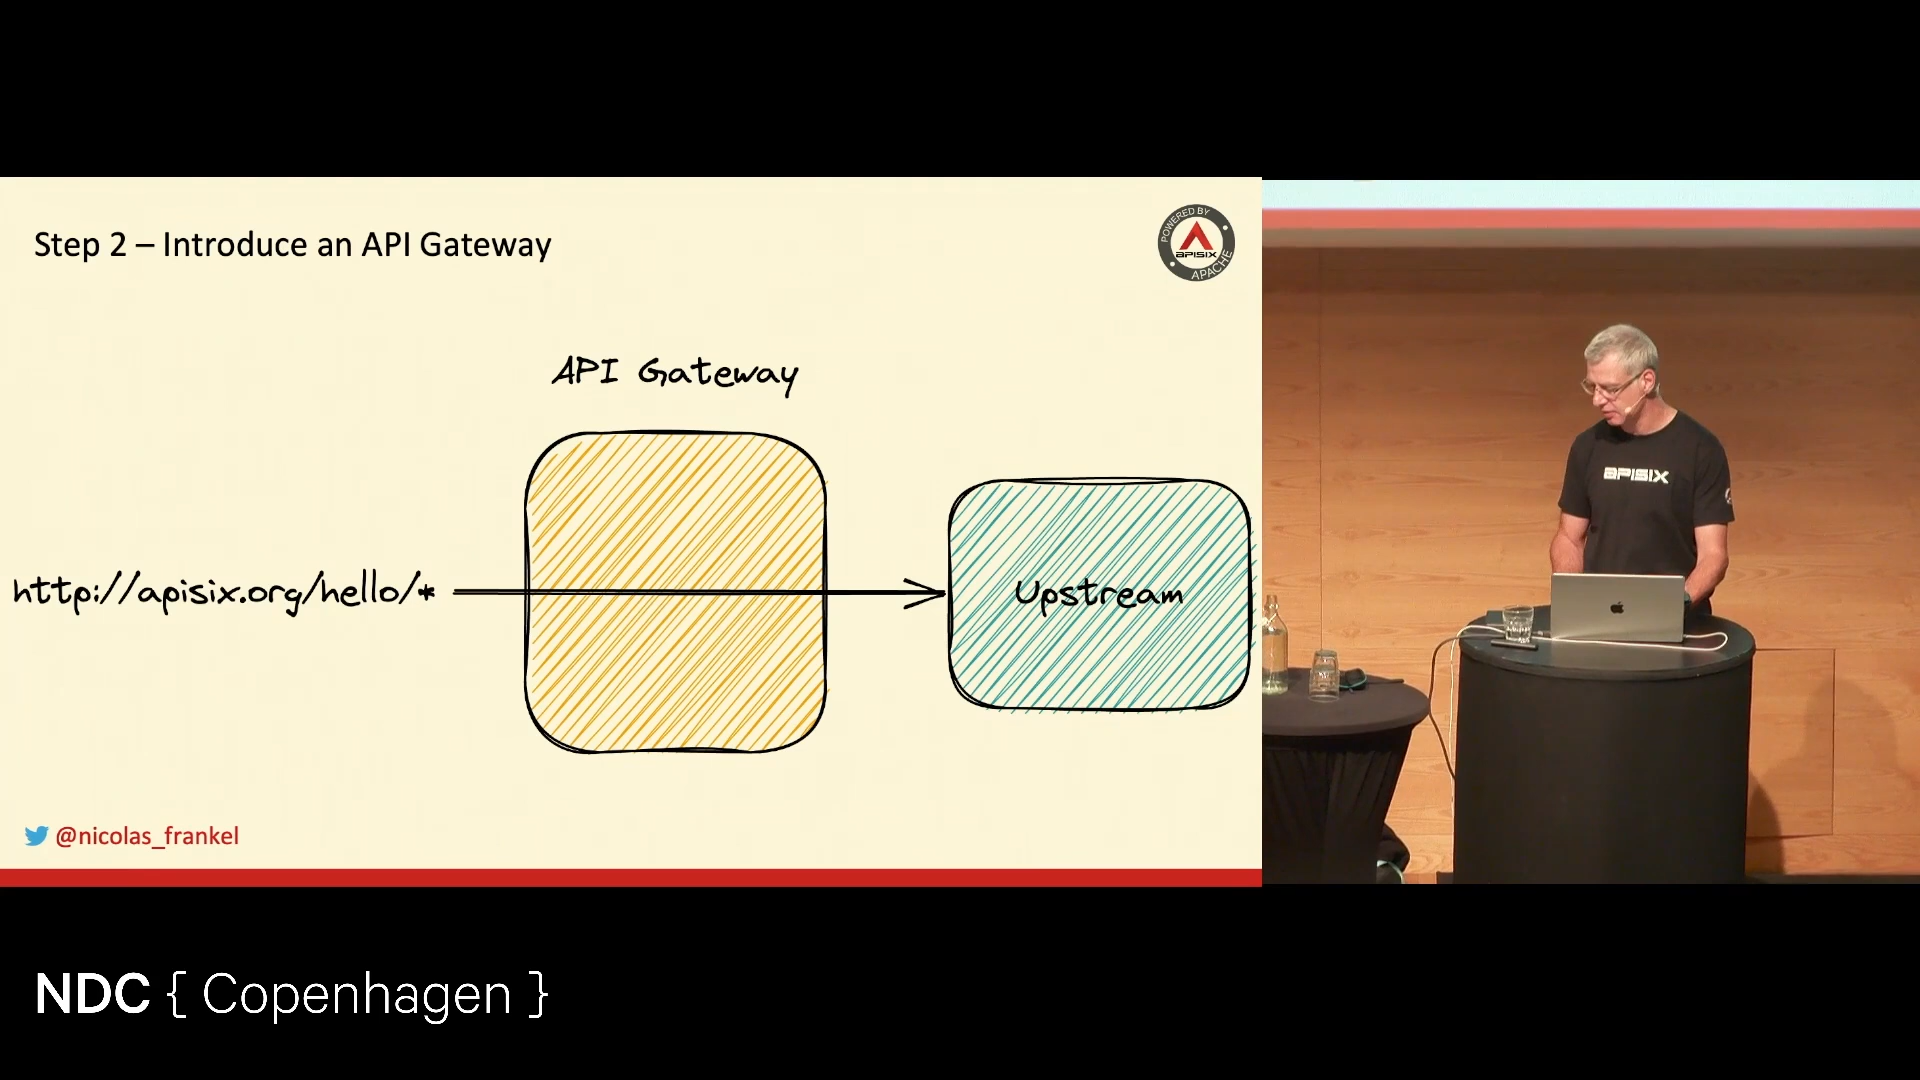 Step 2 – Introduce an API Gateway
POWERED BY
APISIX
APACHE
API Gateway
http://apisix.org/hello/*
Upstream
@nicolas_frankel
APISIX
NDC { Copenhagen }